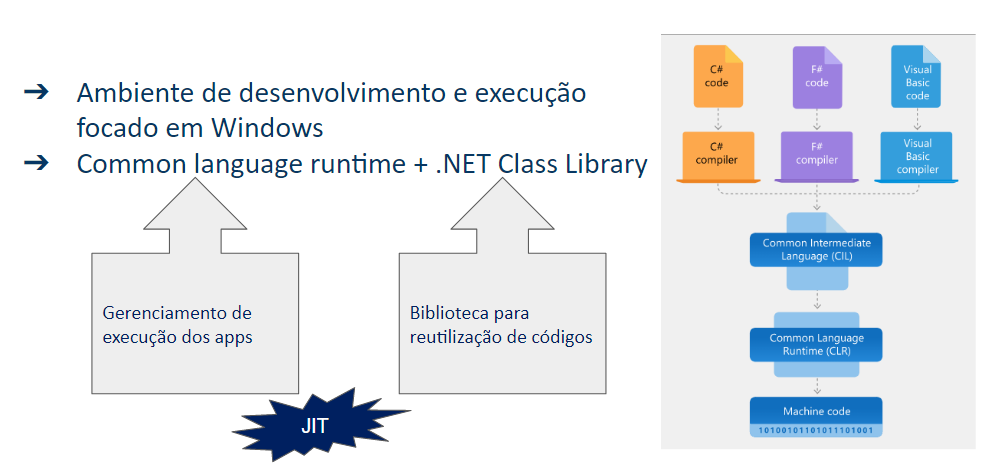 ➔ Ambiente de desenvolvimento e execução
focado em Windows
➔ Common language runtime + .NET Class Library
Gerenciamento de
execução dos apps
Biblioteca para
reutilização de códigos
JIT
C#
code
F#
code
Visual
Basic
code
C#
compiler
F#
compiler
Visual
Basic
compiler
Common Intermediate
Language (CIL)
Common Language
Runtime (CLR)
Machine code
10100101101011101001